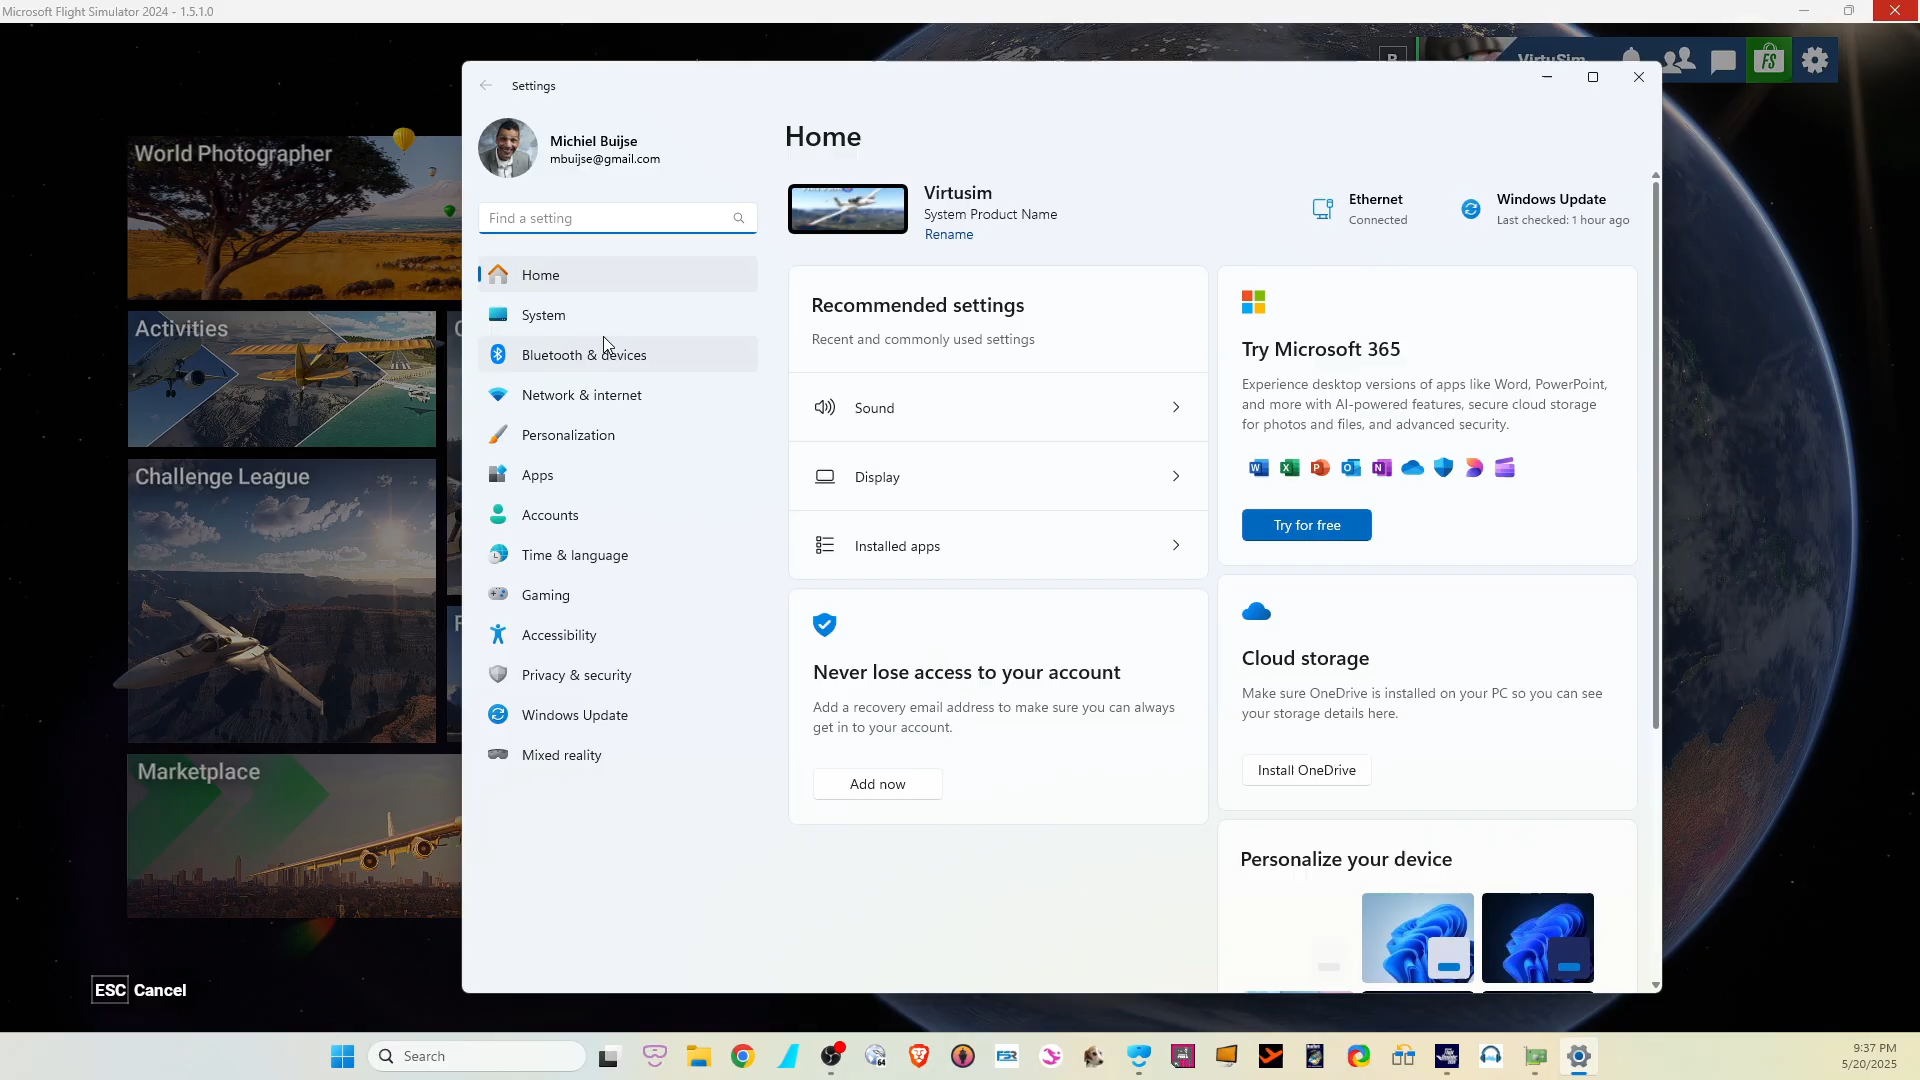 Microsoft Flight Simulator 2024 - 1.5.1.0
VirtuSim
FS
World Photographer
Activities
Challenge League
Marketplace
ESC Cancel
Settings
Michiel Buijse
mbuijse@gmail.com
Find a setting
Home
System
Bluetooth & devices
Network & internet
Personalization
Apps
Accounts
Time & language
Gaming
Accessibility
Privacy & security
Windows Update
Mixed reality
Home
Virtusim
System Product Name
Rename
Ethernet
Connected
Windows Update
Last checked: 1 hour ago
Recommended settings
Recent and commonly used settings
Sound
Display
Installed apps
Never lose access to your account
Add a recovery email address to make sure you can always
get in to your account.
Add now
Try Microsoft 365
Experience desktop versions of apps like Word, PowerPoint,
and more with AI-powered features, secure cloud storage
for photos and files, and advanced security.
Try for free
Cloud storage
Make sure OneDrive is installed on your PC so you can see
your storage details here.
Install OneDrive
Personalize your device
Search
64
FSR
9:37 PM
5/20/2025